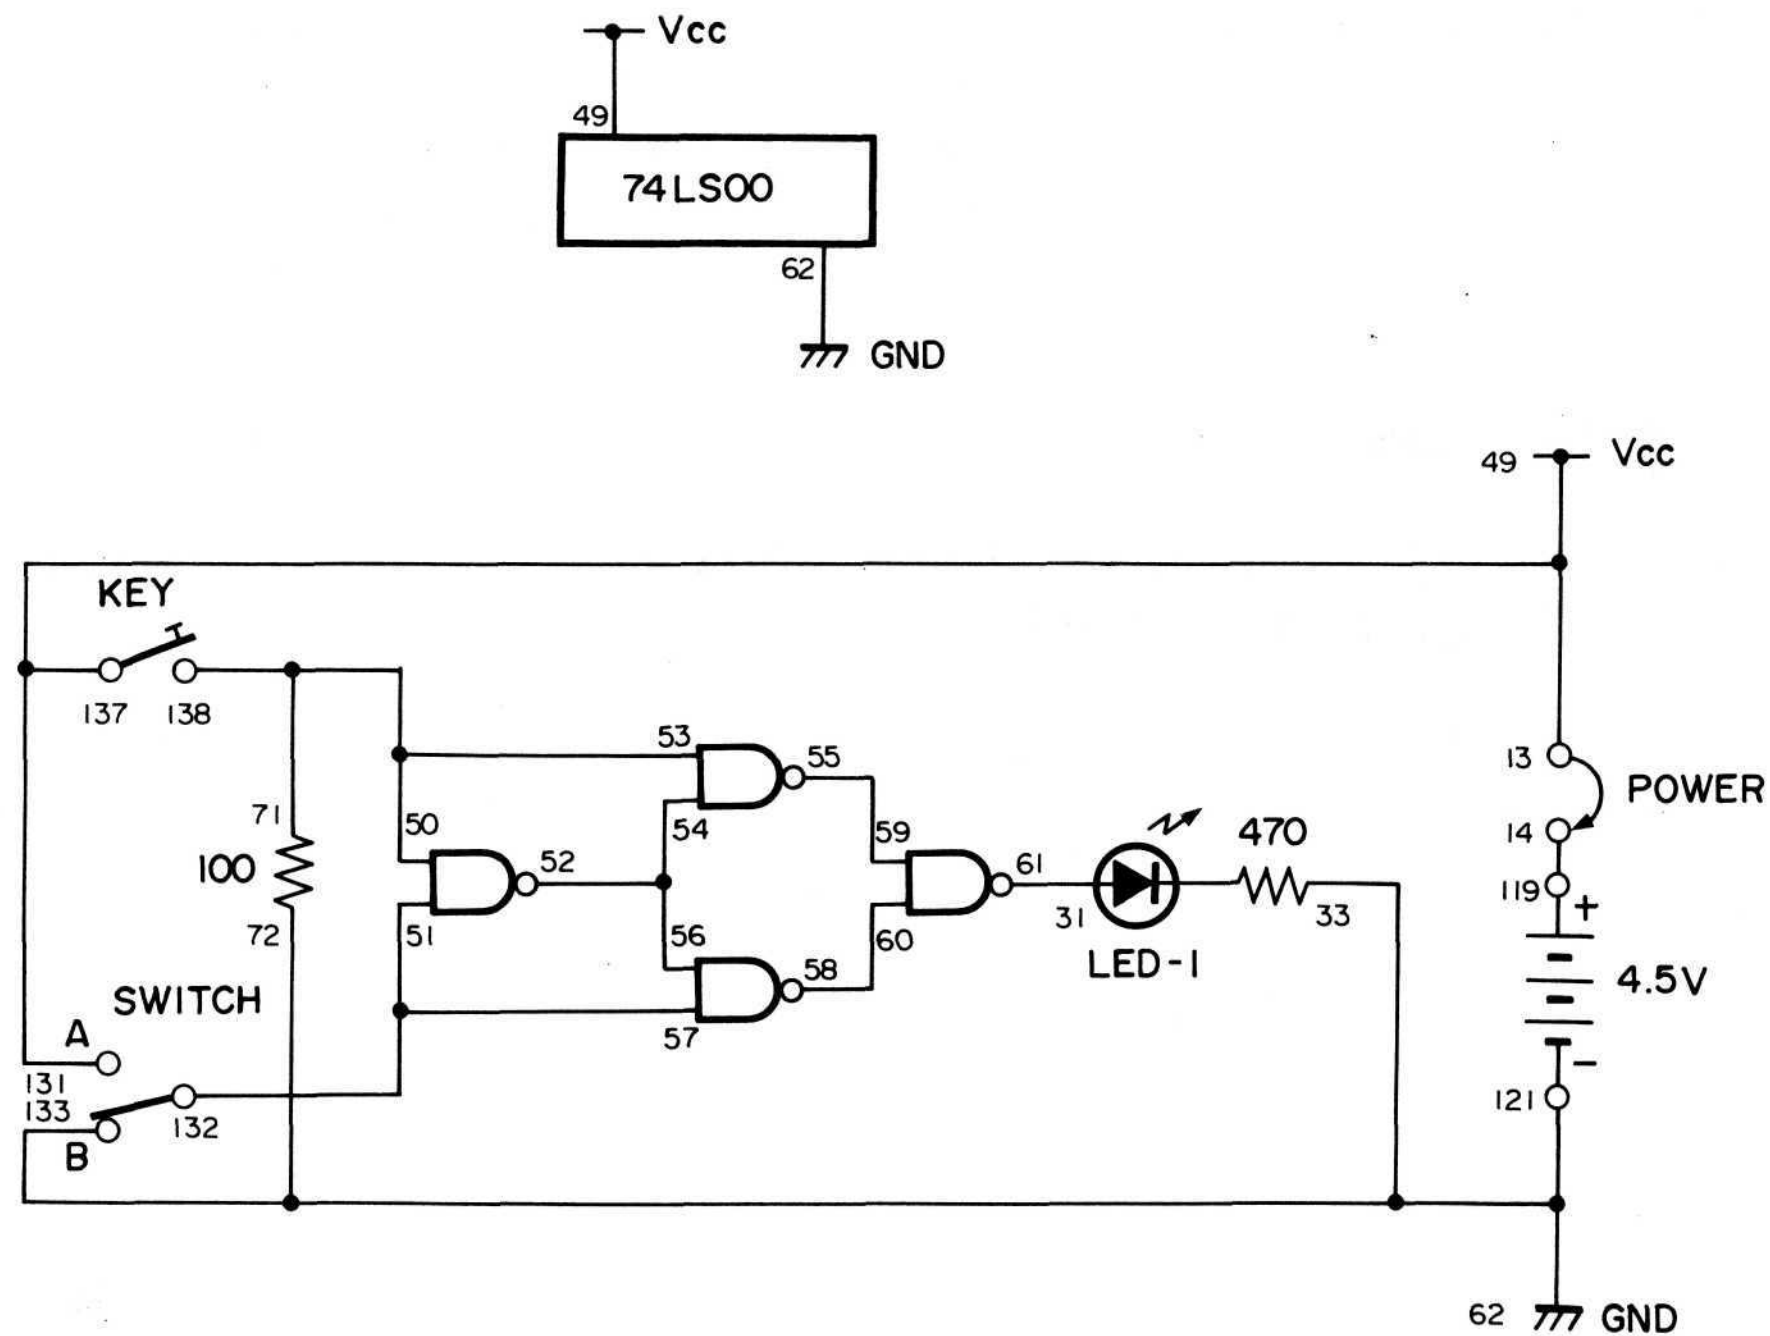 Vcc
49
74LS00
62
GND
49 Vcc
KEY
137 138
53 55
13
POWER
71 50 54 59 470
14
100
52 61
119
+
72 51 56 60 31 33
LED-1
58
4.5V
SWITCH
A
57
131
133 132
B
−
121
62 GND